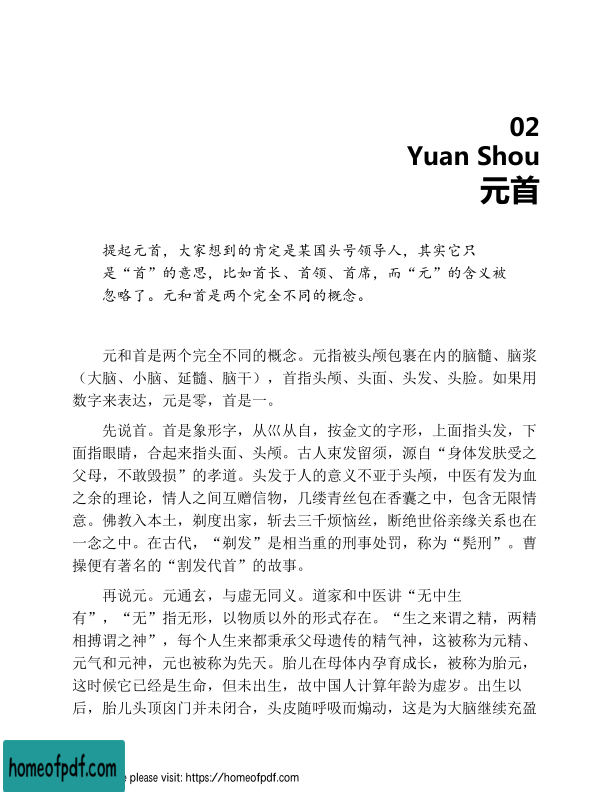 02
Yuan Shou
元首
提起元首，大家想到的肯定是某国头号领导人，其实它只
是“首”的意思，比如首长、首领、首席，而“元”的含义被
忽略了。元和首是两个完全不同的概念。
元和首是两个完全不同的概念。元指被头颅包裹在内的脑髓、脑浆
（大脑、小脑、延髓、脑干），首指头颅、头面、头发、头脸。如果用
数字来表达，元是零，首是一。
先说首。首是象形字，从巛从自，按金文的字形，上面指头发，下
面指眼睛，合起来指头面、头颅。古人束发留须，源自“身体发肤受之
父母，不敢毁损”的孝道。头发于人的意义不亚于头颅，中医有发为血
之余的理论，情人之间互赠信物，几缕青丝包在香囊之中，包含无限情
意。佛教入本土，剃度出家，斩去三千烦恼丝，断绝世俗亲缘关系也在
一念之中。在古代，“剃发”是相当重的刑事处罚，称为“髡刑”。曹
操便有著名的“割发代首”的故事。
再说元。元通玄，与虚无同义。道家和中医讲“无中生
有”，“无”指无形，以物质以外的形式存在。“生之来谓之精，两精
相搏谓之神”，每个人生来都秉承父母遗传的精气神，这被称为元精、
元气和元神，元也被称为先天。胎儿在母体内孕育成长，被称为胎元，
这时候它已经是生命，但未出生，故中国人计算年龄为虚岁。出生以
后，胎儿头顶囟门并未闭合，头皮随呼吸而煽动，这是为大脑继续充盈
homeofpdf.com
e please visit: https://homeofpdf.com